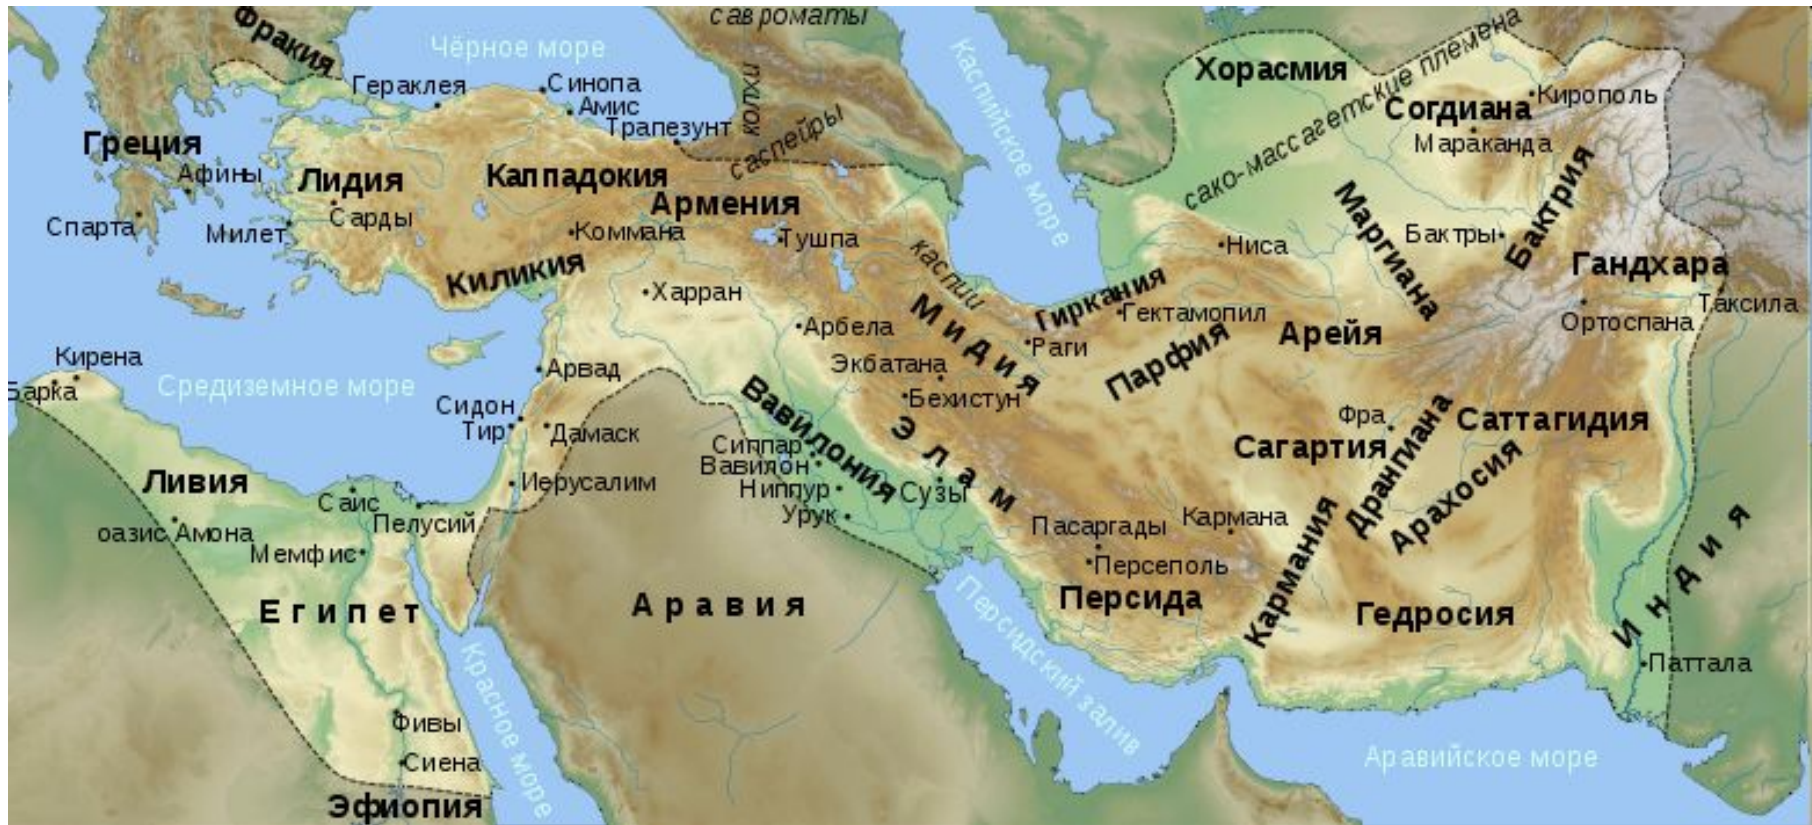 савроматы
Фракия
Чёрное море
Каспийское море
Хорасмия
сако-массагетские племена
Гераклея
Синопа
Амис
Трапезунт
колхи
саспейры
Согдиана
Кирополь
Мараканда
Греция
Афины
Спарта
Лидия
Сарды
Милет
Каппадокия
Армения
Коммана
Тушпа
каспии
Ниса
Маргиана
Бактры
Бактрия
Гандхара
Таксила
Ортоспана
Киликия
Харран
Арбела
Мидия
Гиркания
Гектамопил
Раги
Парфия
Арейя
Кирена
Барка
Средиземное море
Арвад
Экбатана
Бехистун
Сидон
Тир
Дамаск
Вавилония
Сиппар
Вавилон
Ниппур
Урук
Элам
Сузы
Фра
Сагартия
Дрангиана
Саттагидия
Арахосия
Ливия
Саис
Пелусий
Иерусалим
оазис Амона
Мемфис
Пасаргады
Кармана
Персеполь
Персида
Кармания
Гедросия
Индия
Египет
Аравия
Персидский залив
Паттала
Красное море
Фивы
Сиена
Аравийское море
Эфиопия